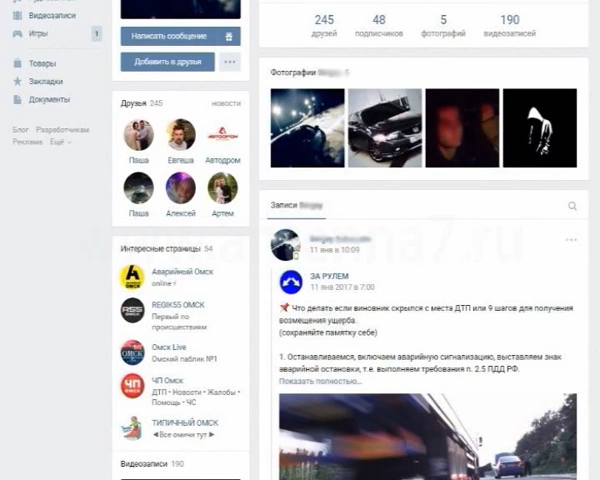 Видеозаписи
Игры 1
Товары
Закладки
Документы
Блог Разработчикам
Реклама Ещё
Написать сообщение
Добавить в друзья
Друзья 245 новости
Паша Евгеша Автодром
Паша Алексей Артем
Интересные страницы 54
Аварийный Омск
online
REGIK55 ОМСК
Первый по
происшествиям
Омск Live
Омский паблик №1
ЧП Омск
ДТП • Новости • Жалобы •
Помощь • ЧС
ТИПИЧНЫЙ ОМСК
◄Все омичи тут ►
Видеозаписи 190
245 48 5 190
друзей подписчиков фотографий видеозаписей
Фотографии 5
Записи
11 янв в 10:09
ЗА РУЛЕМ
11 янв 2017 в 7:00
Что делать если виновник скрылся с места ДТП или 9 шагов для получения
возмещения ущерба.
(сохраняйте памятку себе)
1. Останавливаемся, включаем аварийную сигнализацию, выставляем знак
аварийной остановки, т.е. выполняем требования п. 2.5 ПДД РФ.
Показать полностью...